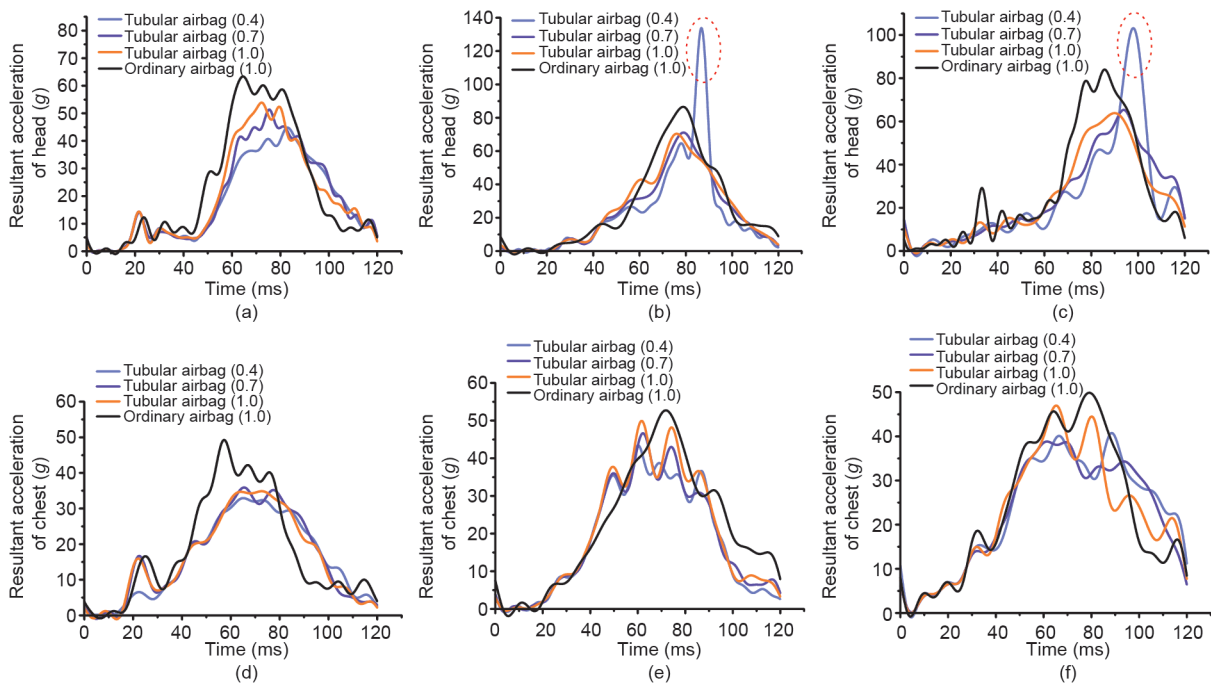 Tubular airbag (0.4)
Tubular airbag (0.7)
Tubular airbag (1.0)
Ordinary airbag (1.0)
Resultant acceleration
of head (g)
80
70
60
50
40
30
20
10
0
0 20 40 60 80 100 120
Time (ms)
(a)
Tubular airbag (0.4)
Tubular airbag (0.7)
Tubular airbag (1.0)
Ordinary airbag (1.0)
Resultant acceleration
of head (g)
140
120
100
80
60
40
20
0
0 20 40 60 80 100 120
Time (ms)
(b)
Tubular airbag (0.4)
Tubular airbag (0.7)
Tubular airbag (1.0)
Ordinary airbag (1.0)
Resultant acceleration
of head (g)
100
80
60
40
20
0
0 20 40 60 80 100 120
Time (ms)
(c)
Tubular airbag (0.4)
Tubular airbag (0.7)
Tubular airbag (1.0)
Ordinary airbag (1.0)
Resultant acceleration
of chest (g)
60
55
50
45
40
35
30
25
20
15
10
5
0
0 20 40 60 80 100 120
Time (ms)
(d)
Tubular airbag (0.4)
Tubular airbag (0.7)
Tubular airbag (1.0)
Ordinary airbag (1.0)
Resultant acceleration
of chest (g)
60
50
40
30
20
10
0
0 20 40 60 80 100 120
Time (ms)
(e)
Tubular airbag (0.4)
Tubular airbag (0.7)
Tubular airbag (1.0)
Ordinary airbag (1.0)
Resultant acceleration
of chest (g)
50
40
30
20
10
0
0 20 40 60 80 100 120
Time (ms)
(f)